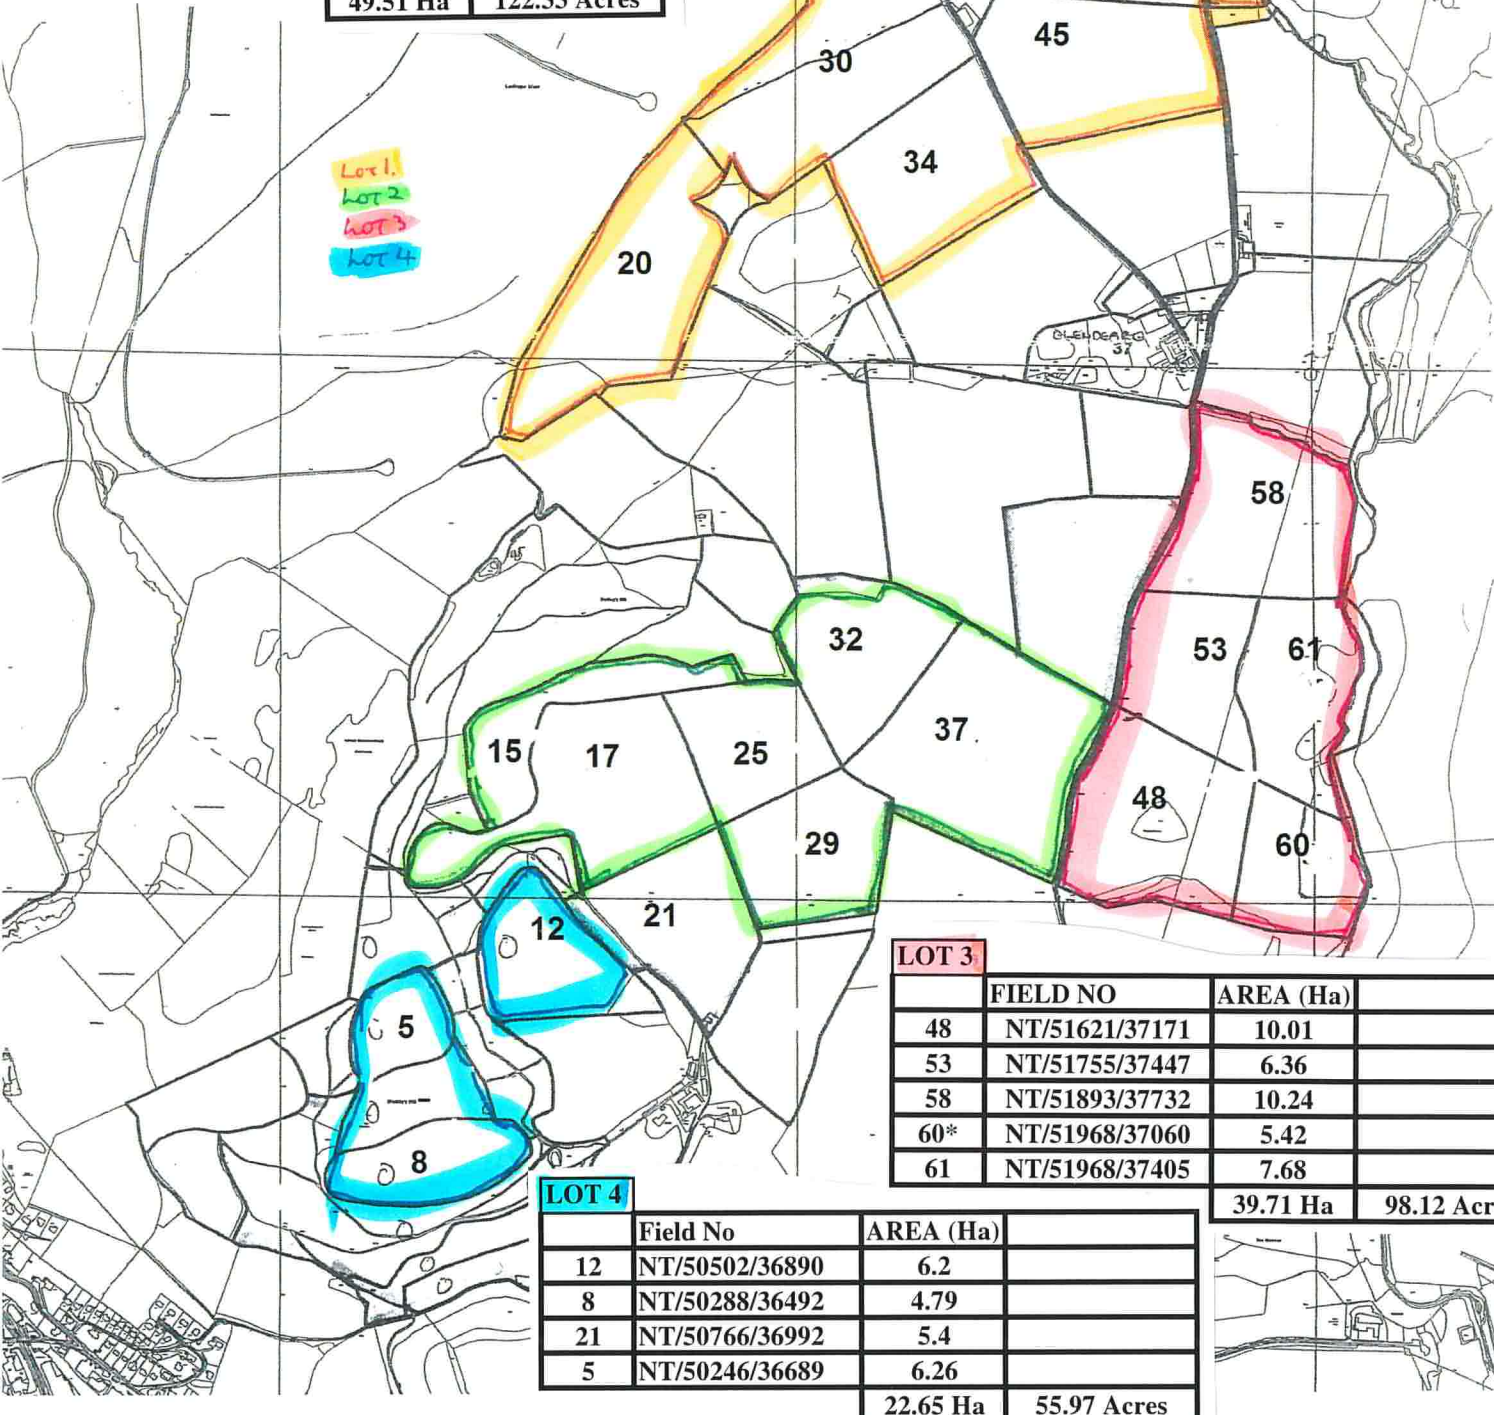 49.51 Ha 122.33 Acres
30
45
Lot 1.
Lot 2
Lot 3
Lot 4
34
20
GLENDEARG
37
58
32
53
61
15
17
25
37
48
29
60
12
21
5
8
LOT 3
FIELD NO AREA (Ha)
48 NT/51621/37171 10.01
53 NT/51755/37447 6.36
58 NT/51893/37732 10.24
60* NT/51968/37060 5.42
61 NT/51968/37405 7.68
39.71 Ha 98.12 Acr
LOT 4
Field No AREA (Ha)
12 NT/50502/36890 6.2
8 NT/50288/36492 4.79
21 NT/50766/36992 5.4
5 NT/50246/36689 6.26
22.65 Ha 55.97 Acres